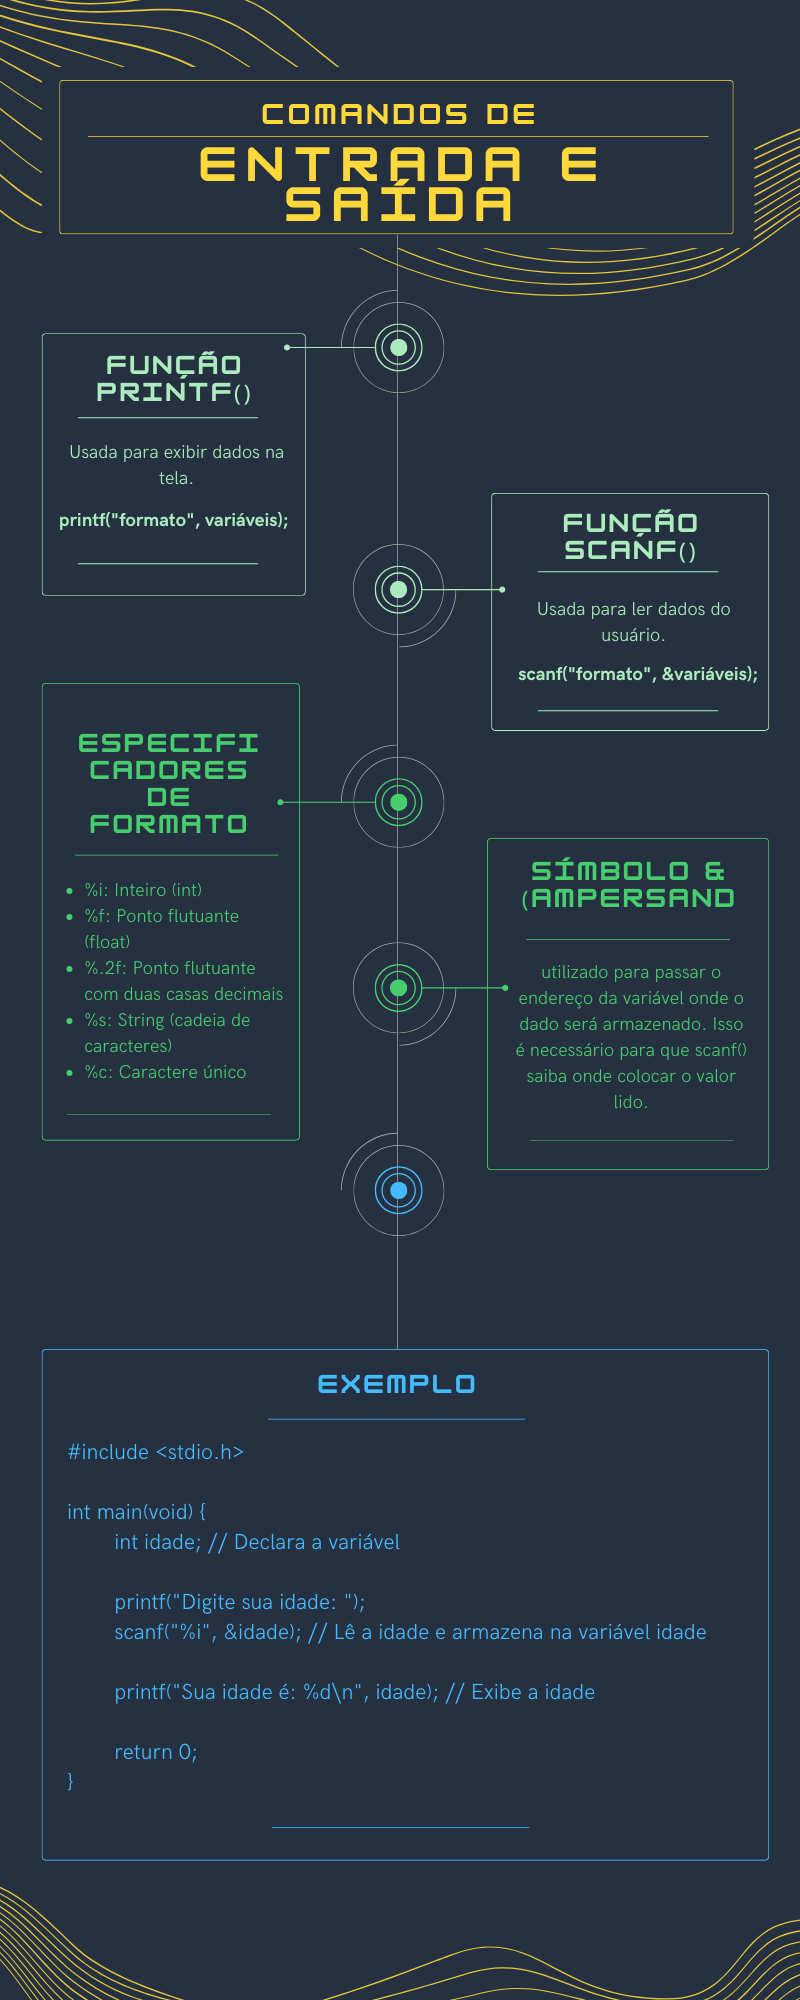 COMANDOS DE
ENTRADA E
SAÍDA
FUNÇÃO
PRINTF()
Usada para exibir dados na
tela.
printf("formato", variáveis);
FUNÇÃO
SCANF()
Usada para ler dados do
usuário.
scanf("formato", &variáveis);
ESPECIFI
CADORES
DE
FORMATO
• %i: Inteiro (int)
• %f: Ponto flutuante
(float)
• %.2f: Ponto flutuante
com duas casas decimais
• %s: String (cadeia de
caracteres)
• %c: Caractere único
SÍMBOLO &
(AMPERSAND
utilizado para passar o
endereço da variável onde o
dado será armazenado. Isso
é necessário para que scanf()
saiba onde colocar o valor
lido.
EXEMPLO
#include <stdio.h>
int main(void) {
int idade; // Declara a variável
printf("Digite sua idade: ");
scanf("%i", &idade); // Lê a idade e armazena na variável idade
printf("Sua idade é: %d\n", idade); // Exibe a idade
return 0;
}